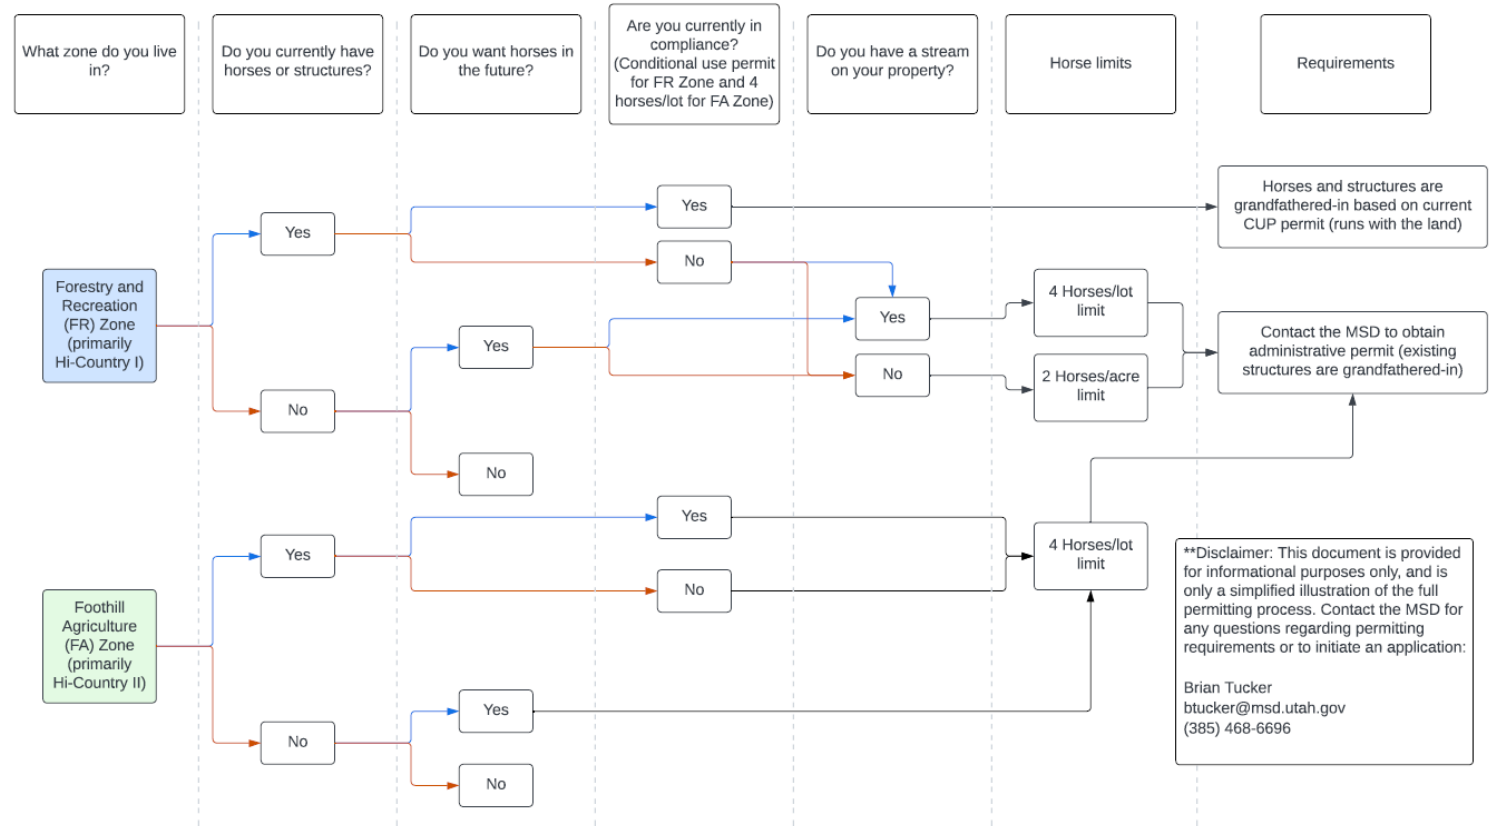 What zone do you live
in?
Do you currently have
horses or structures?
Do you want horses in
the future?
Are you currently in
compliance?
(Conditional use permit
for FR Zone and 4
horses/lot for FA Zone)
Do you have a stream
on your property?
Horse limits
Requirements
Forestry and
Recreation
(FR) Zone
(primarily
Hi-Country I)
Yes
No
Yes
No
Yes
No
Yes
No
4 Horses/lot
limit
2 Horses/acre
limit
Horses and structures are
grandfathered-in based on current
CUP permit (runs with the land)
Contact the MSD to obtain
administrative permit (existing
structures are grandfathered-in)
Foothill
Agriculture
(FA) Zone
(primarily
Hi-Country II)
Yes
No
Yes
No
Yes
No
4 Horses/lot
limit
**Disclaimer: This document is provided
for informational purposes only, and is
only a simplified illustration of the full
permitting process. Contact the MSD for
any questions regarding permitting
requirements or to initiate an application:
Brian Tucker
btucker@msd.utah.gov
(385) 468-6696